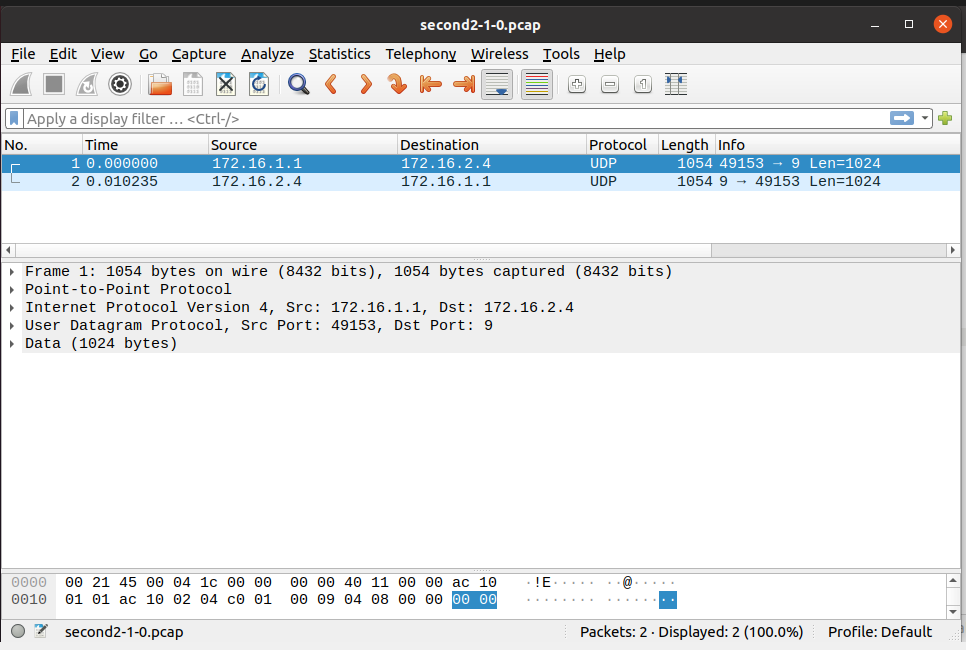 second2-1-0.pcap
File Edit View Go Capture Analyze Statistics Telephony Wireless Tools Help
Apply a display filter … <Ctrl-/>
No. Time Source Destination Protocol Length Info
1 0.000000 172.16.1.1 172.16.2.4 UDP 1054 49153 → 9 Len=1024
2 0.010235 172.16.2.4 172.16.1.1 UDP 1054 9 → 49153 Len=1024
Frame 1: 1054 bytes on wire (8432 bits), 1054 bytes captured (8432 bits)
Point-to-Point Protocol
Internet Protocol Version 4, Src: 172.16.1.1, Dst: 172.16.2.4
User Datagram Protocol, Src Port: 49153, Dst Port: 9
Data (1024 bytes)
0000 00 21 45 00 04 1c 00 00 00 00 40 11 00 00 ac 10 ·!E····· ··@·····
0010 01 01 ac 10 02 04 c0 01 00 09 04 08 00 00 00 00 ········ ········
second2-1-0.pcap Packets: 2 · Displayed: 2 (100.0%) Profile: Default